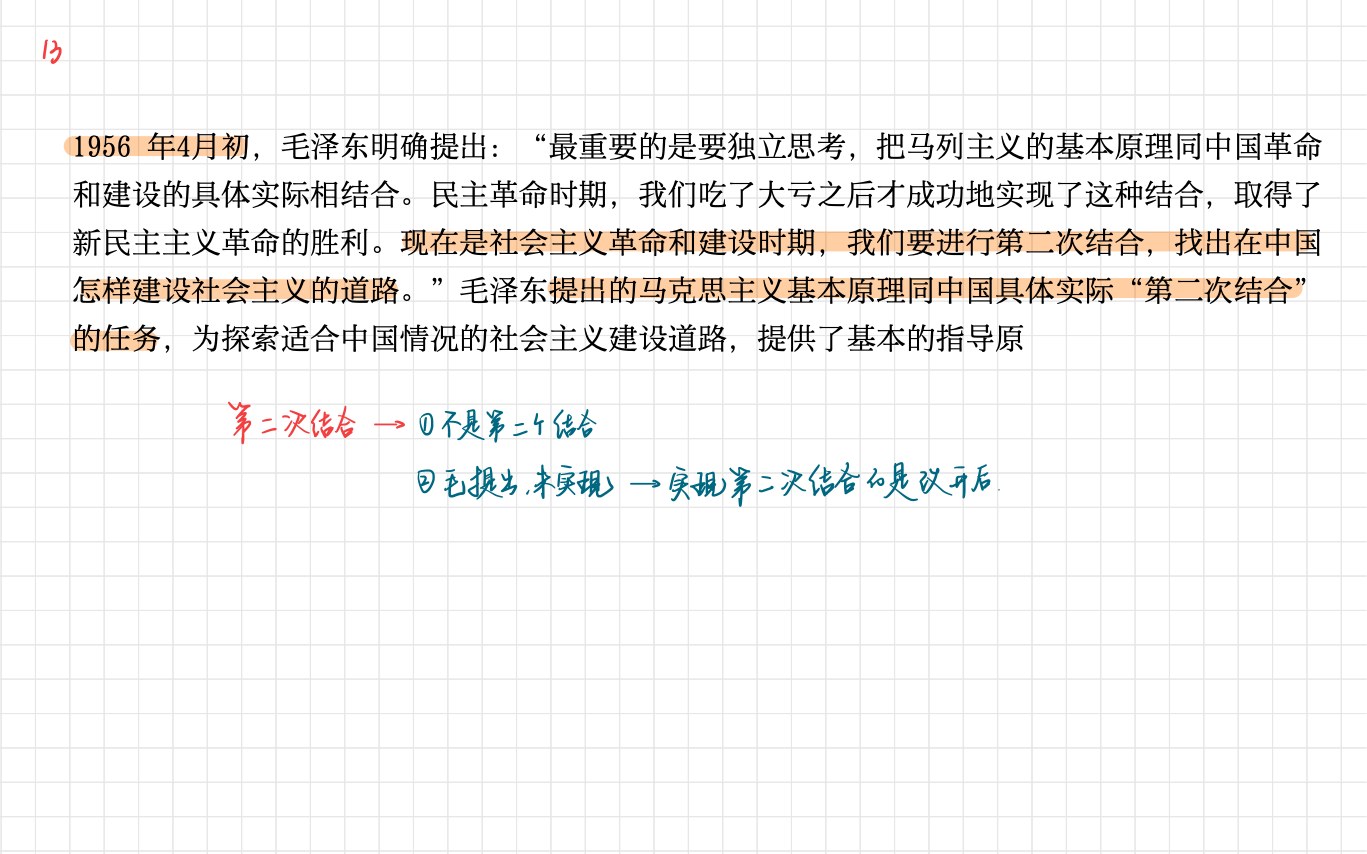 13
1956 年4月初，毛泽东明确提出：“最重要的是要独立思考，把马列主义的基本原理同中国革命
和建设的具体实际相结合。民主革命时期，我们吃了大亏之后才成功地实现了这种结合，取得了
新民主主义革命的胜利。现在是社会主义革命和建设时期，我们要进行第二次结合，找出在中国
怎样建设社会主义的道路。”毛泽东提出的马克思主义基本原理同中国具体实际“第二次结合”
的任务，为探索适合中国情况的社会主义建设道路，提供了基本的指导原
第二次结合 → ①不是第二个结合
②毛提出，未实现 → 实现第二次结合的是改开后.